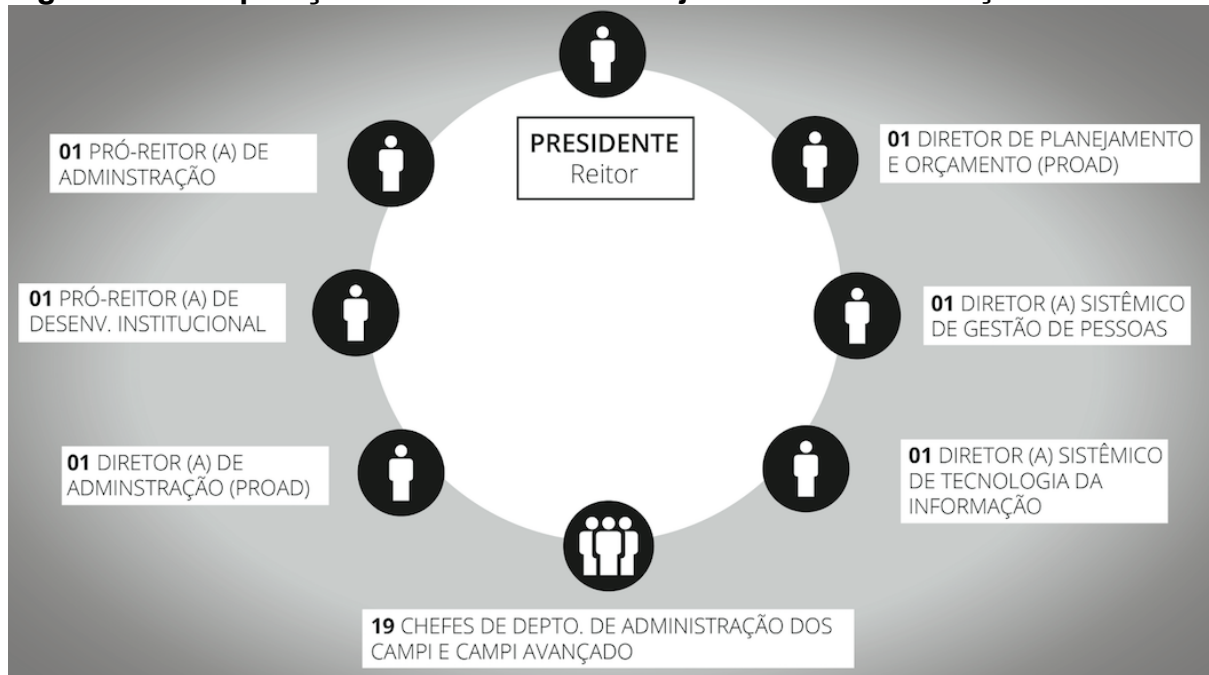 PRESIDENTE
Reitor
01 PRÓ-REITOR (A) DE
ADMINSTRAÇÃO
01 DIRETOR DE PLANEJAMENTO
E ORÇAMENTO (PROAD)
01 PRÓ-REITOR (A) DE
DESENV. INSTITUCIONAL
01 DIRETOR (A) SISTÊMICO
DE GESTÃO DE PESSOAS
01 DIRETOR (A) DE
ADMINSTRAÇÃO (PROAD)
01 DIRETOR (A) SISTÊMICO
DE TECNOLOGIA DA
INFORMAÇÃO
19 CHEFES DE DEPTO. DE ADMINISTRAÇÃO DOS
CAMPI E CAMPI AVANÇADO